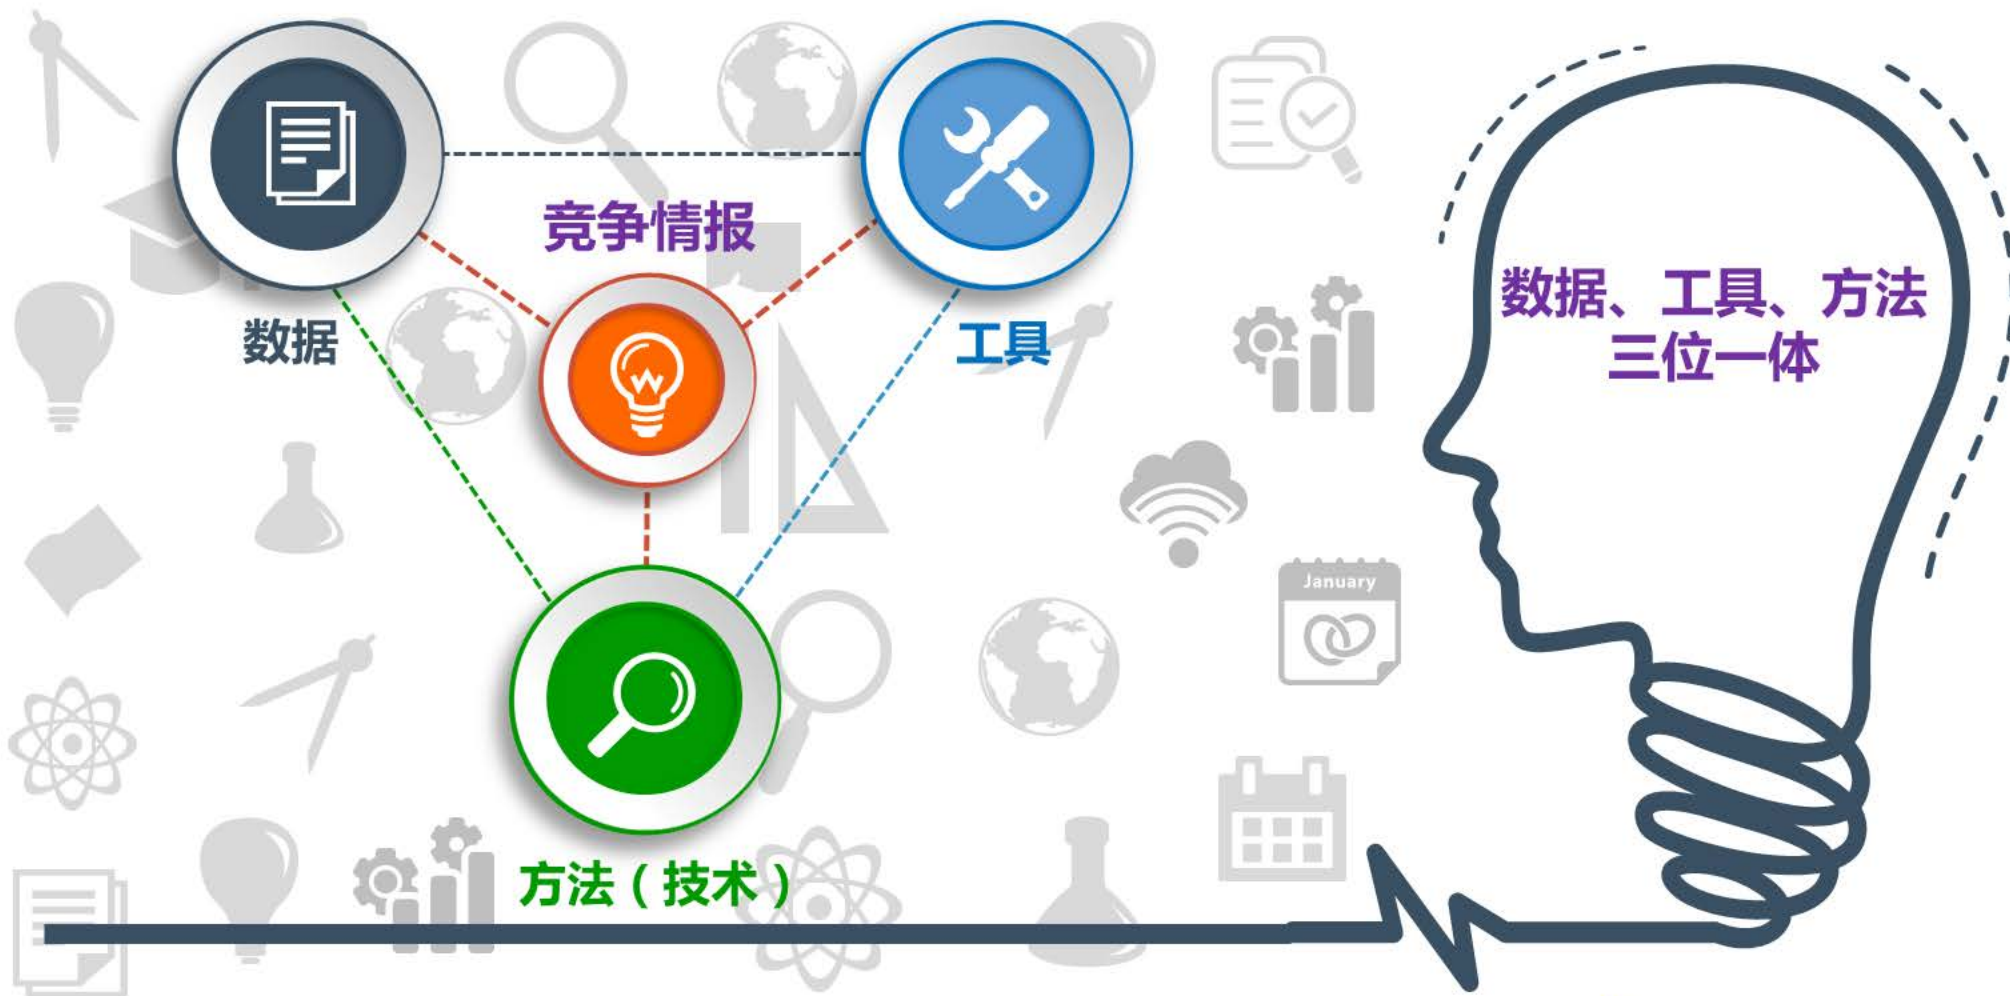 竞争情报
数据
工具
数据、工具、方法
三位一体
January
方法（技术）